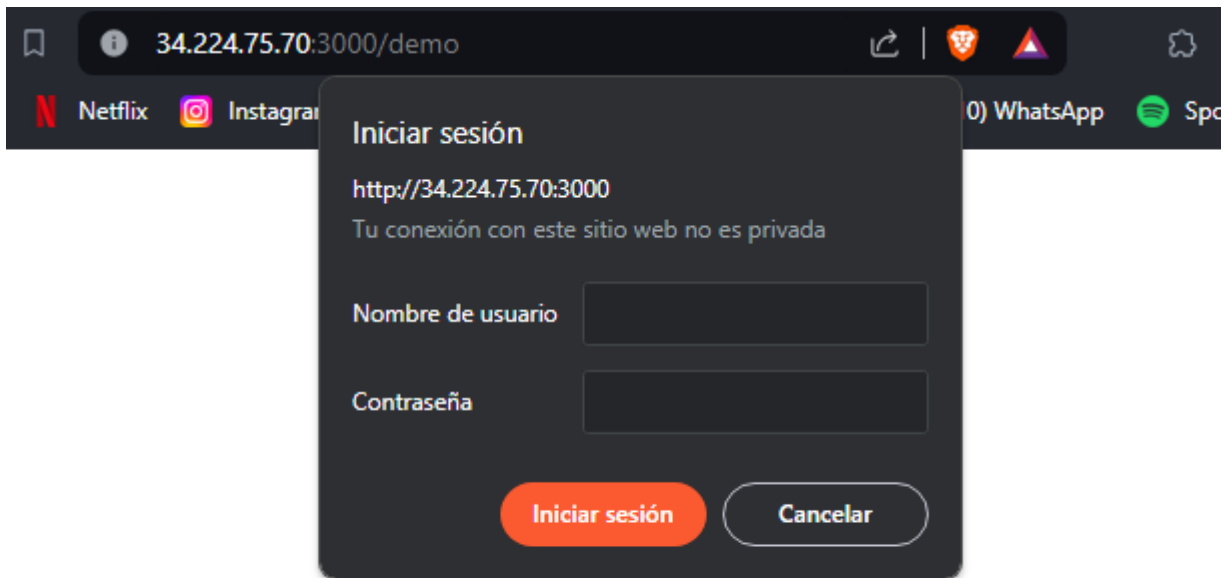 34.224.75.70:3000/demo
Netflix Instagra 0) WhatsApp Spo
Iniciar sesión
http://34.224.75.70:3000
Tu conexión con este sitio web no es privada
Nombre de usuario
Contraseña
Iniciar sesión Cancelar